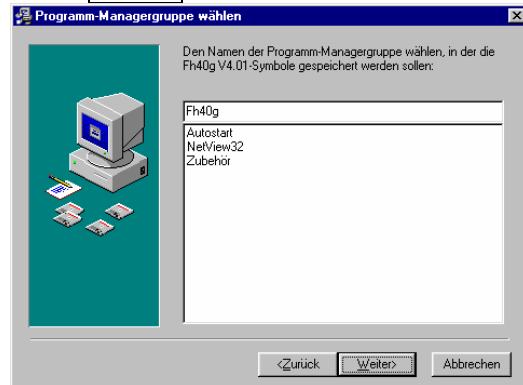 Programm-Managergruppe wählen
Den Namen der Programm-Managergruppe wählen, in der die
Fh40g V4.01-Symbole gespeichert werden sollen:
Fh40g
Autostart
NetView32
Zubehör
<Zurück
Weiter>
Abbrechen